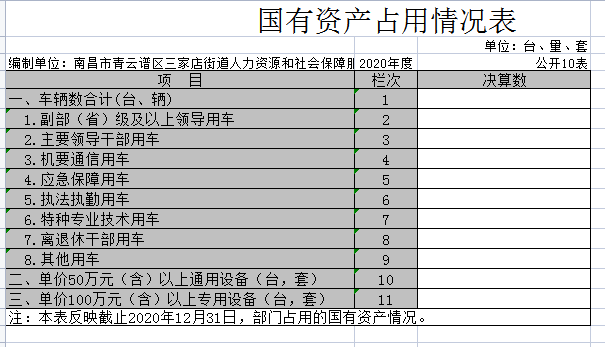 国有资产占用情况表
单位：台、量、套
编制单位：南昌市青云谱区三家店街道人力资源和社会保障服 2020年度 公开10表
项 目 栏次 决算数
一、车辆数合计(台、辆) 1
1.副部（省）级及以上领导用车 2
2.主要领导干部用车 3
3.机要通信用车 4
4.应急保障用车 5
5.执法执勤用车 6
6.特种专业技术用车 7
7.离退休干部用车 8
8.其他用车 9
二、单价50万元（含）以上通用设备（台，套） 10
三、单价100万元（含）以上专用设备（台，套） 11
注：本表反映截止2020年12月31日，部门占用的国有资产情况。